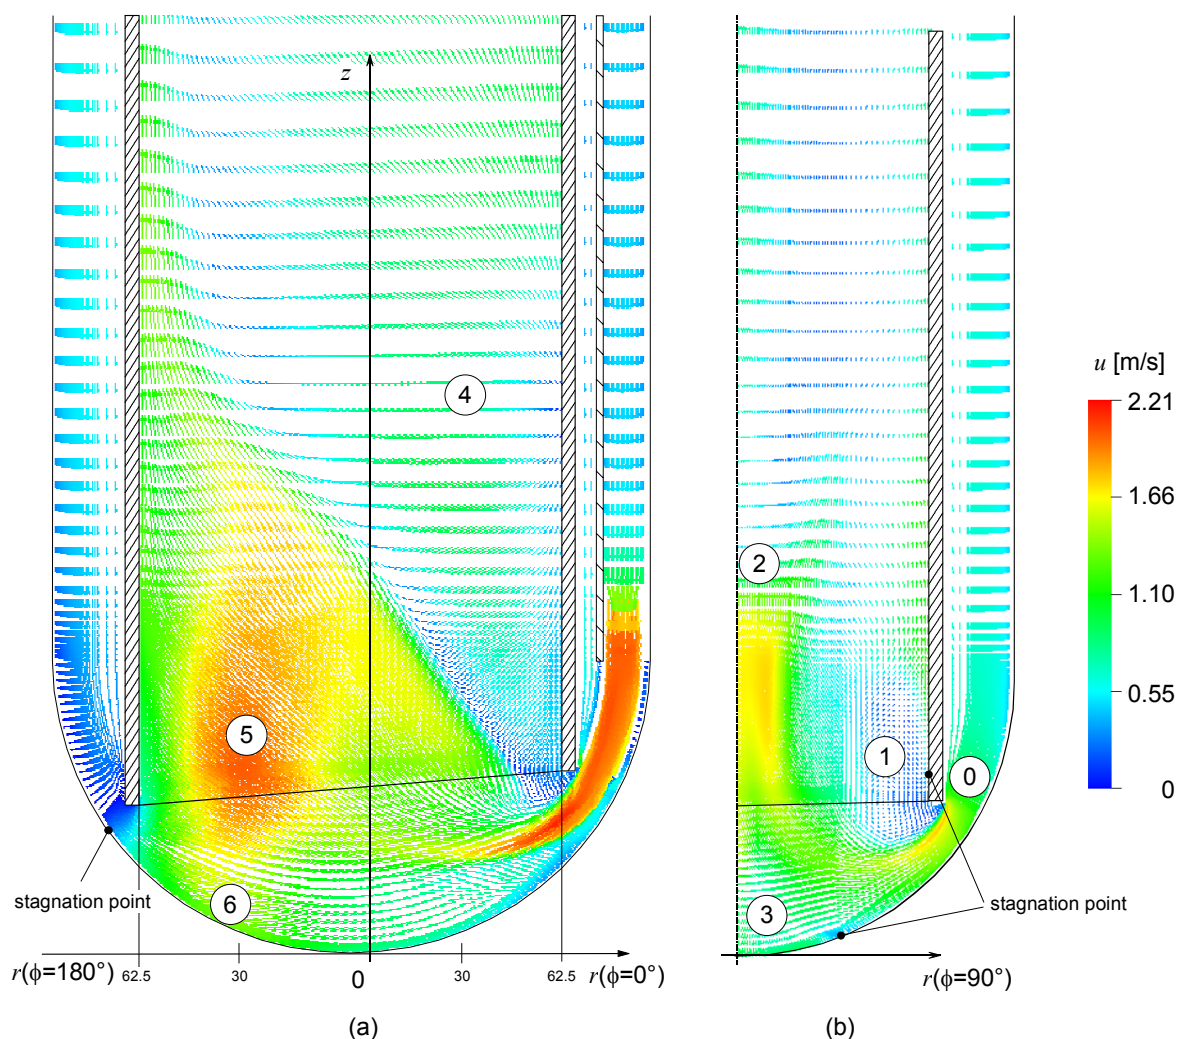 z
4
5
6
stagnation point
r(ϕ=180°)
62.5
30
0
30
62.5
r(ϕ=0°)
(a)
2
1
0
3
stagnation point
r(ϕ=90°)
(b)
u [m/s]
2.21
1.66
1.10
0.55
0